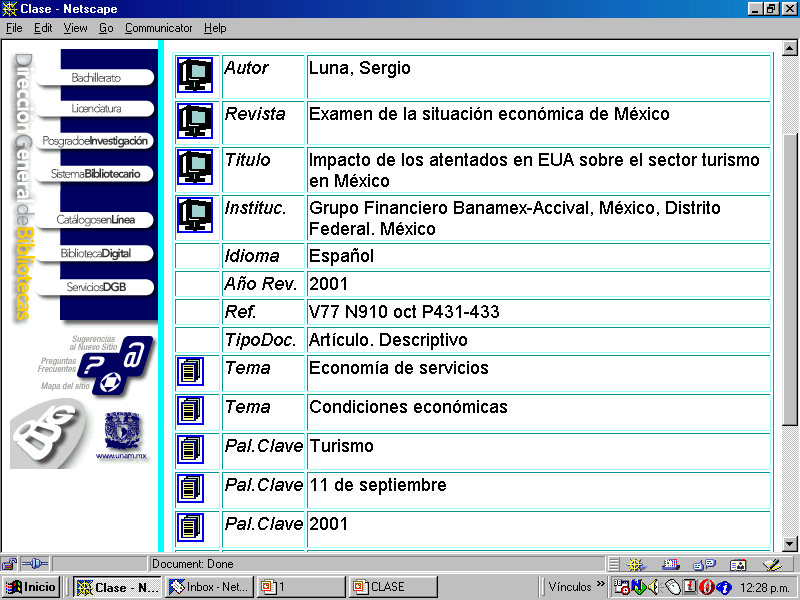 Clase - Netscape
File Edit View Go Communicator Help
Dirección General de Bibliotecas
Bachillerato
Licenciatura
PosgradoeInvestigación
SistemaBibliotecario
CatálogosenLínea
BibliotecaDigital
ServiciosDGB
Sugerencias
al Nuevo Sitio
Preguntas
Frecuentes
Mapa del sitio
? @
www.unam.mx
Autor Luna, Sergio
Revista Examen de la situación económica de México
Título Impacto de los atentados en EUA sobre el sector turismo
en México
Instituc. Grupo Financiero Banamex-Accival, México, Distrito
Federal. México
Idioma Español
Año Rev. 2001
Ref. V77 N910 oct P431-433
TipoDoc. Artículo. Descriptivo
Tema Economía de servicios
Tema Condiciones económicas
Pal.Clave Turismo
Pal.Clave 11 de septiembre
Pal.Clave 2001
Document: Done
Inicio Clase - N... Inbox - Net... 1 CLASE Vínculos » 12:28 p.m.